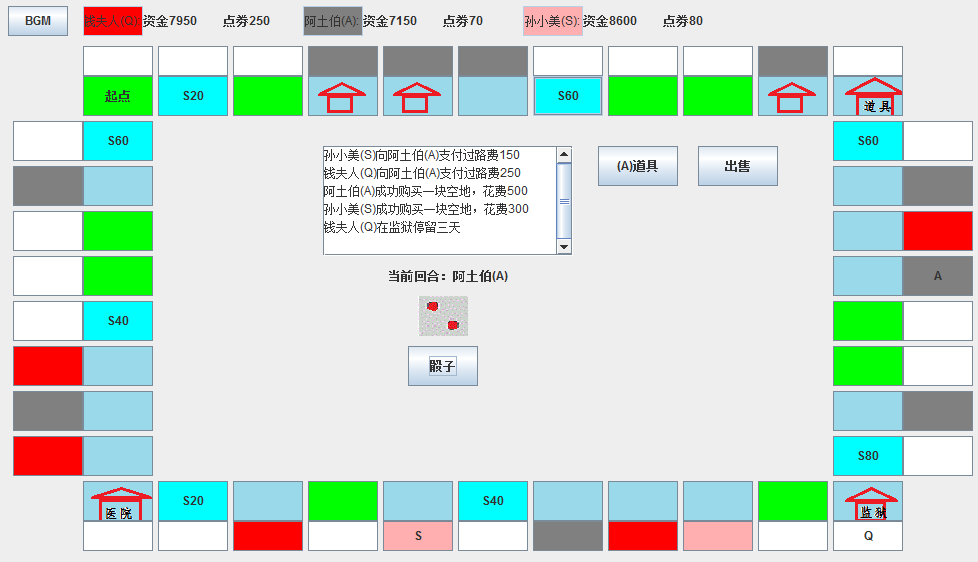 BGM 钱夫人(Q): 资金7950 点券250 阿土伯(A): 资金7150 点券70 孙小美(S): 资金8600 点券80
起点 S20 S60 道具
S60 S60
孙小美(S)向阿土伯(A)支付过路费150
钱夫人(Q)向阿土伯(A)支付过路费250
阿土伯(A)成功购买一块空地，花费500
孙小美(S)成功购买一块空地，花费300
钱夫人(Q)在监狱停留三天
(A)道具 出售
当前回合：阿土伯(A)
A
S40
骰子
S80
医院 S20 S40 监狱
S Q